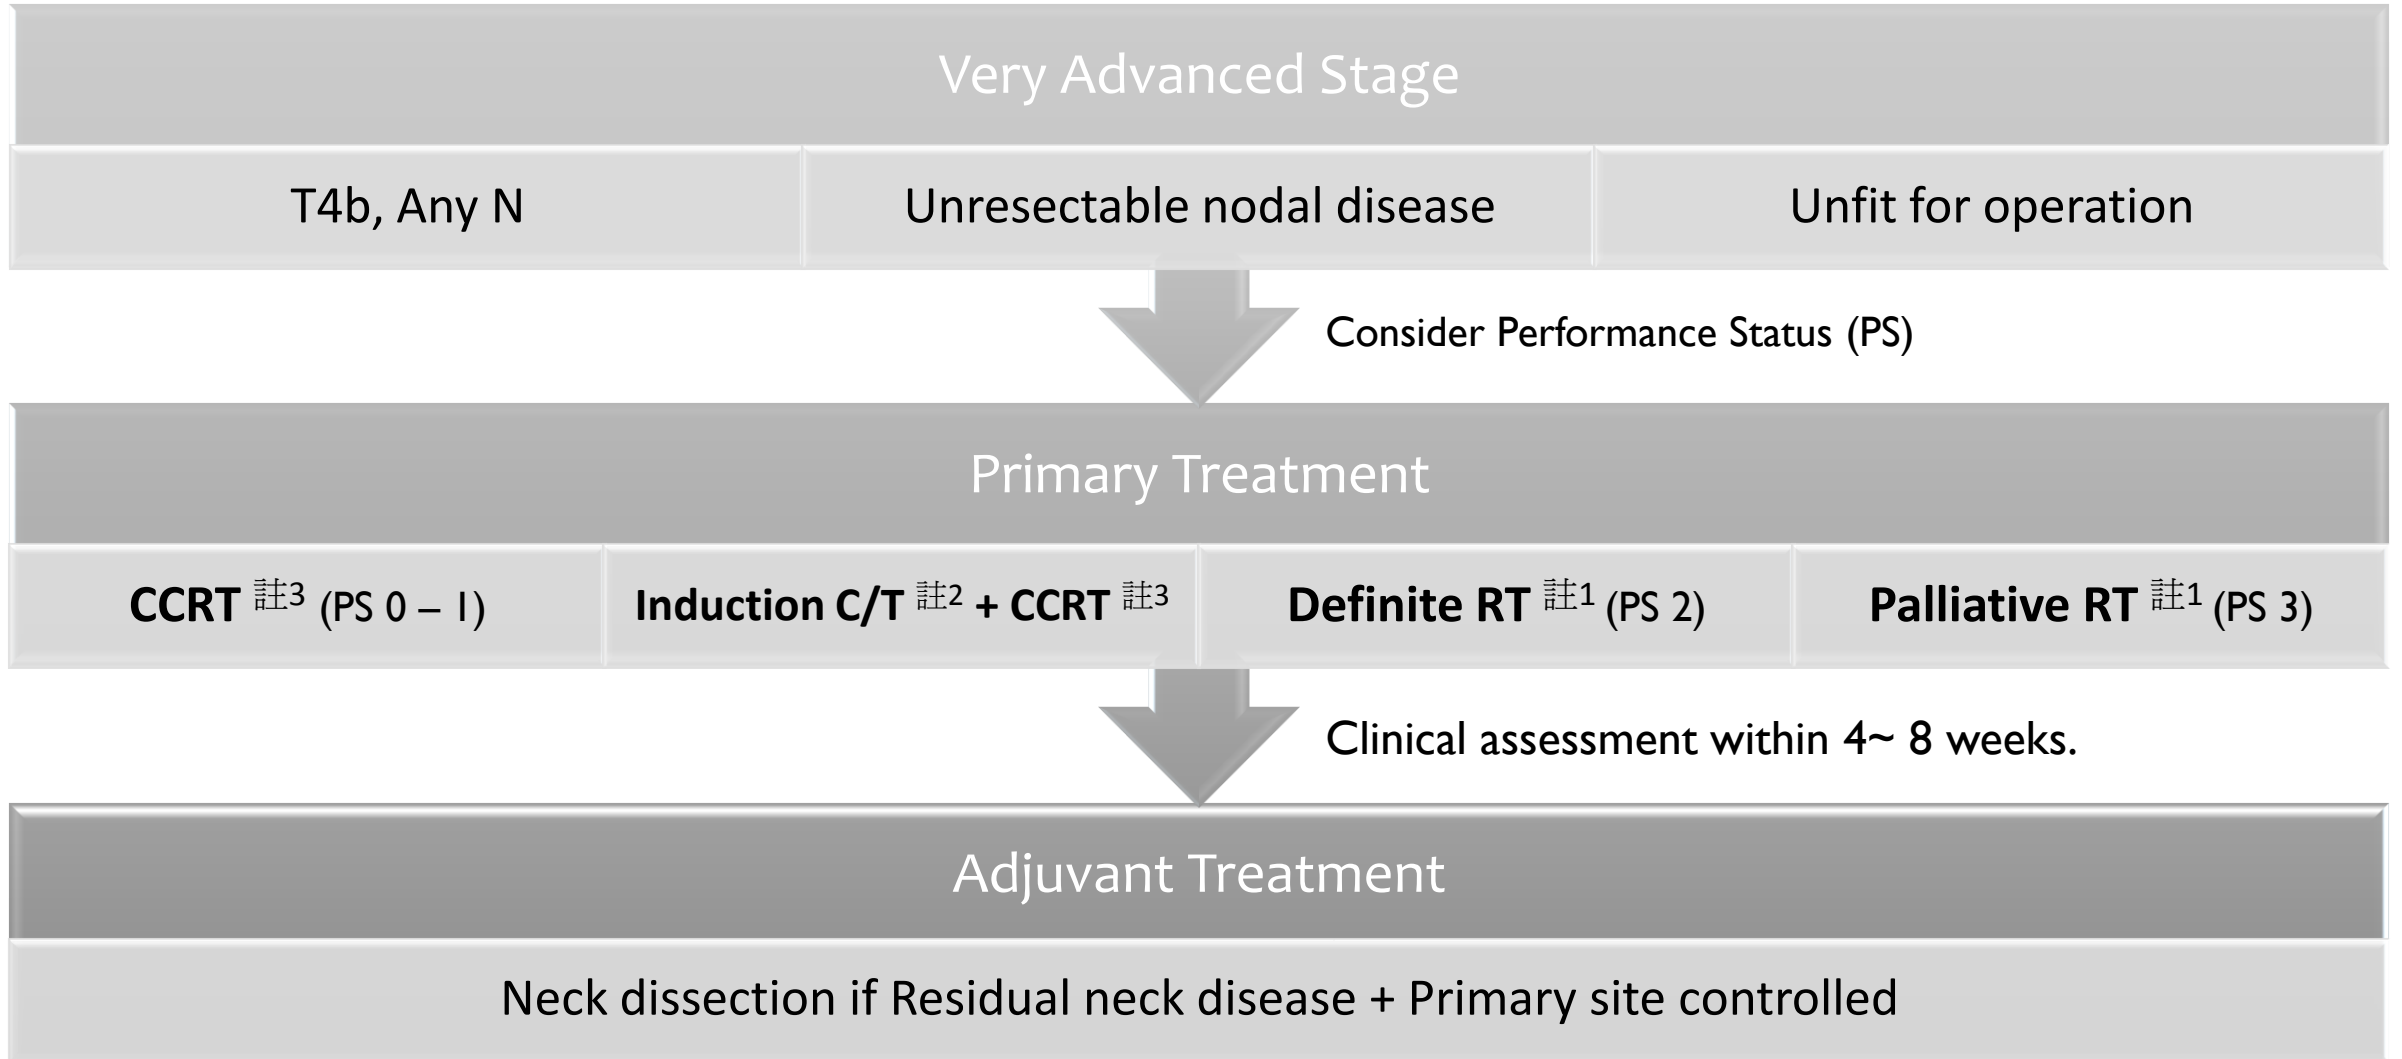 Very Advanced Stage
T4b, Any N
Unresectable nodal disease
Unfit for operation
Consider Performance Status (PS)
Primary Treatment
CCRT 註3 (PS 0 – 1)
Induction C/T 註2 + CCRT 註3
Definite RT 註1 (PS 2)
Palliative RT 註1 (PS 3)
Clinical assessment within 4~ 8 weeks.
Adjuvant Treatment
Neck dissection if Residual neck disease + Primary site controlled